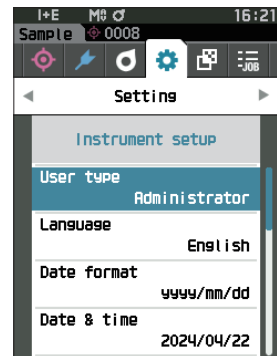 I+E M0 16:21
Sample 0008
-JOB
Setting
Instrument setup
User type
Administrator
Language
English
Date format
yyyy/mm/dd
Date & time
2024/04/22